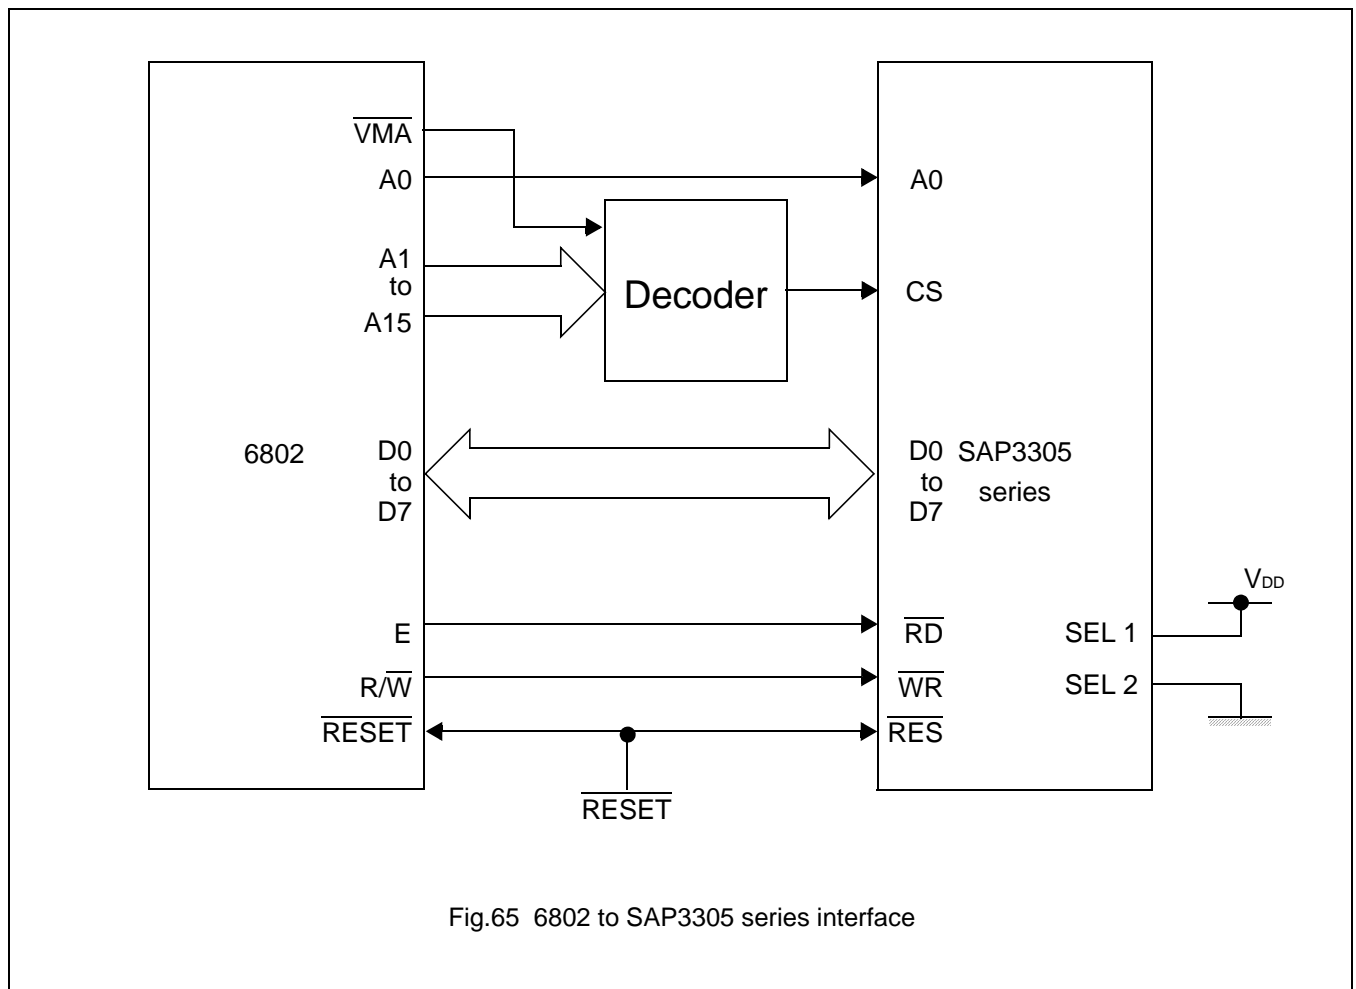 VMA
A0
A1
to
A15
6802
D0
to
D7
E
R/W
RESET
Decoder
RESET
A0
CS
D0
to
D7
SAP3305
series
RD
WR
RES
SEL 1
SEL 2
VDD
Fig.65 6802 to SAP3305 series interface